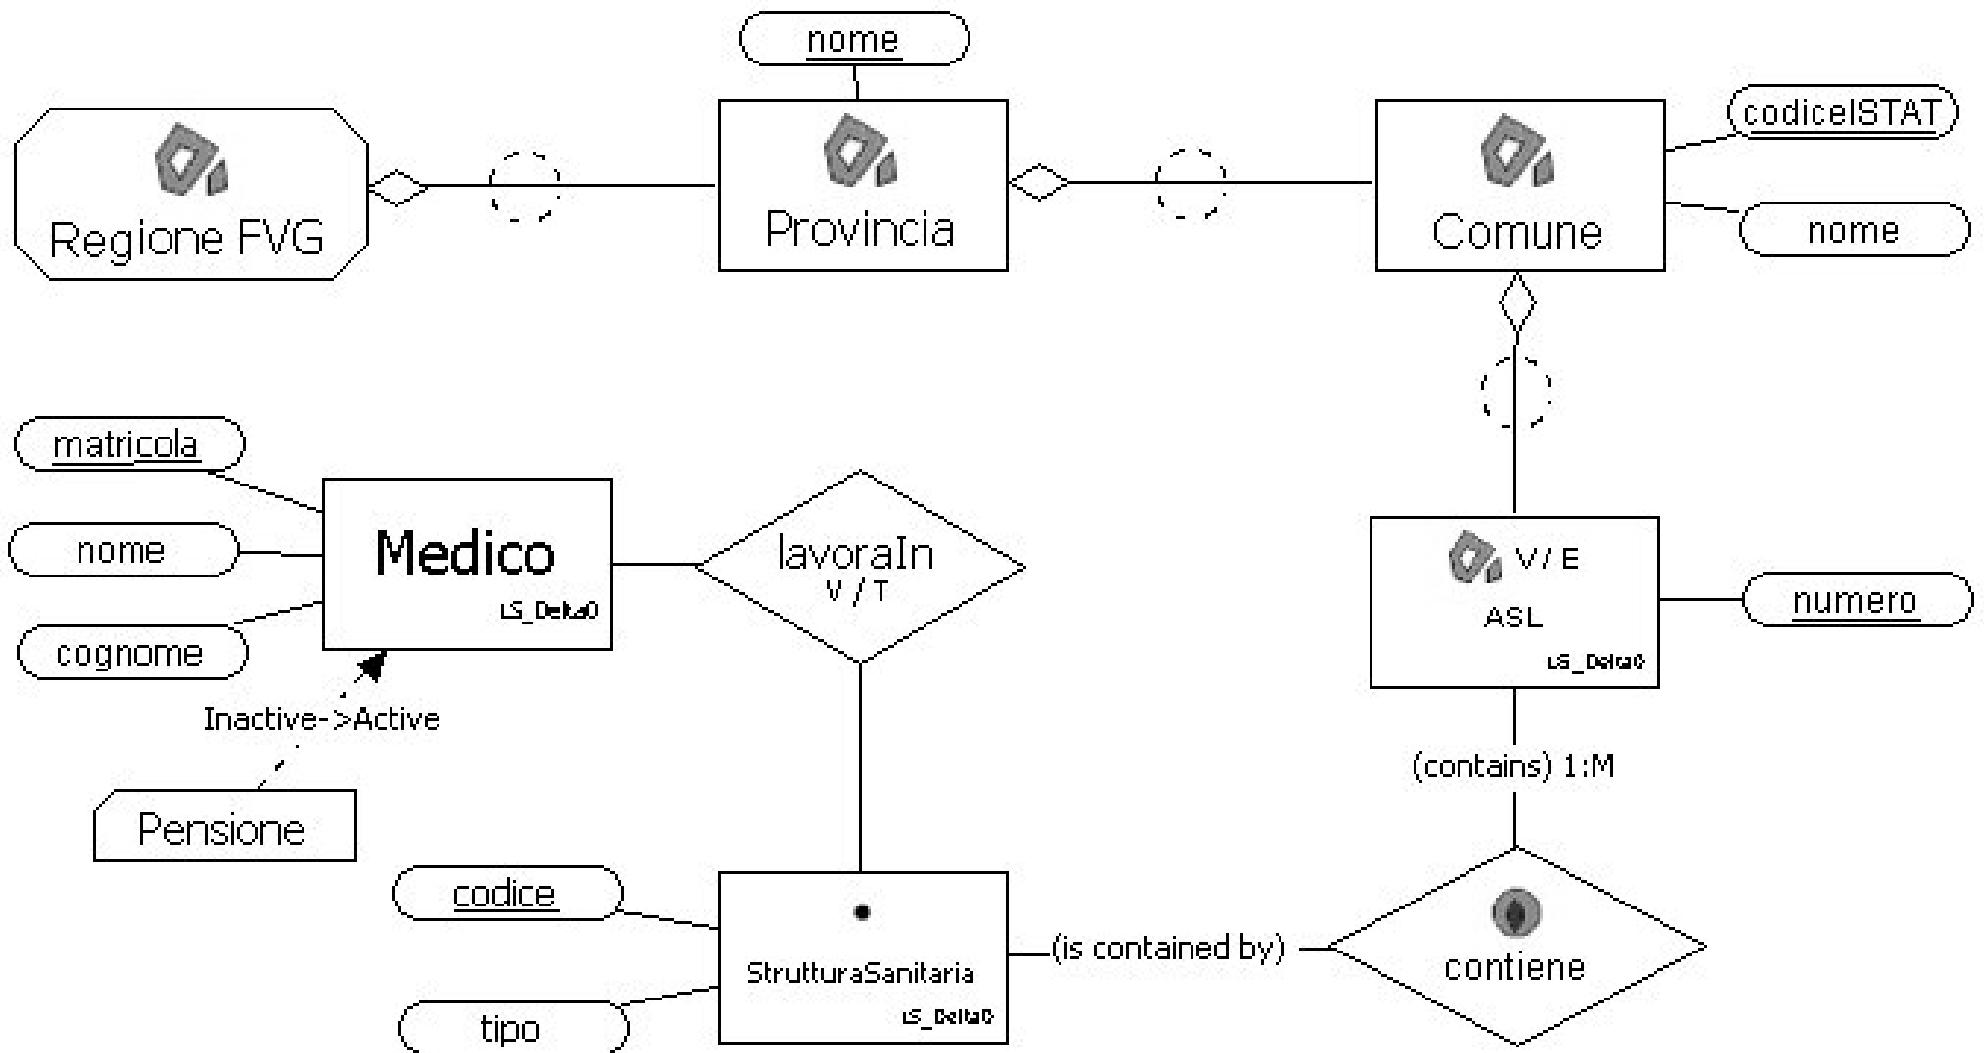 nome
Regione FVG
Provincia
Comune
codiceISTAT
nome
matricola
nome
cognome
Medico
LS_Delta0
lavoraIn
V / T
V / E
ASL
LS_Delta0
numero
Inactive->Active
Pensione
(contains) 1:M
codice
tipo
StrutturaSanitaria
LS_Delta0
(is contained by)
contiene